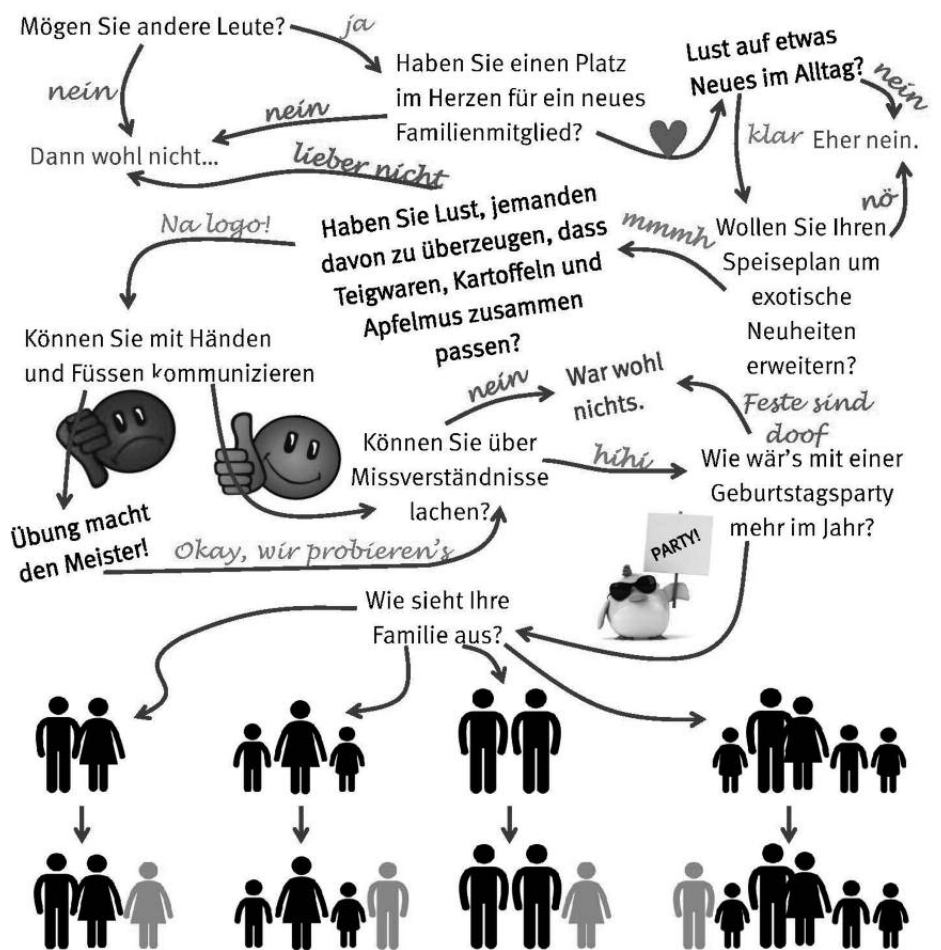 Mögen Sie andere Leute?
ja
nein
Haben Sie einen Platz
im Herzen für ein neues
Familienmitglied?
nein
Dann wohl nicht...
Lust auf etwas
Neues im Alltag?
nein
klar
Eher nein.
nö
Wollen Sie Ihren
Speiseplan um
exotische
Neuheiten
erweitern?
mmmh
lieber nicht
Haben Sie Lust, jemanden
davon zu überzeugen, dass
Teigwaren, Kartoffeln und
Apfelmus zusammen
passen?
Na logo!
Können Sie mit Händen
und Füssen kommunizieren
Übung macht
den Meister!
Okay, wir probieren's
Können Sie über
Missverständnisse
lachen?
nein
War wohl
nichts.
hihi
Feste sind
doof
Wie wär's mit einer
Geburtstagsparty
mehr im Jahr?
PARTY!
Wie sieht Ihre
Familie aus?